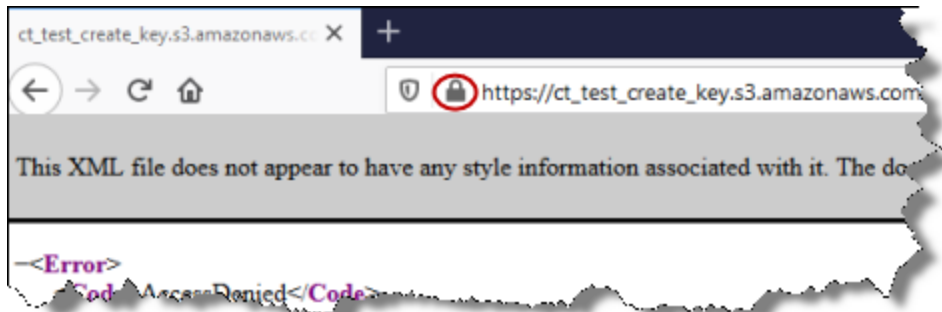 ct_test_create_key.s3.amazonaws.co
https://ct_test_create_key.s3.amazonaws.com
This XML file does not appear to have any style information associated with it. The do
−<Error>
<Code>AccessDenied</Code>